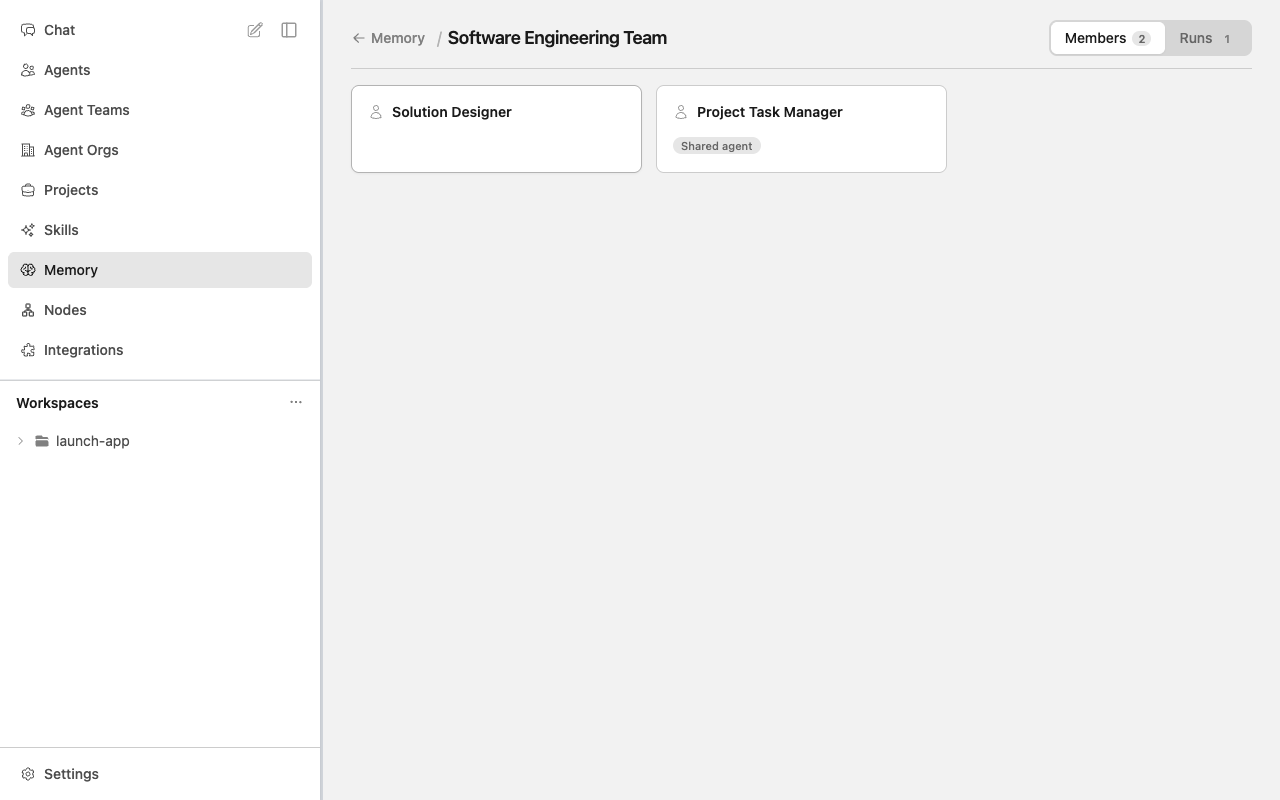 Chat
Agents
Agent Teams
Agent Orgs
Projects
Skills
Memory
Nodes
Integrations
Workspaces
launch-app
Settings
Memory / Software Engineering Team
Members 2
Runs 1
Solution Designer
Project Task Manager
Shared agent